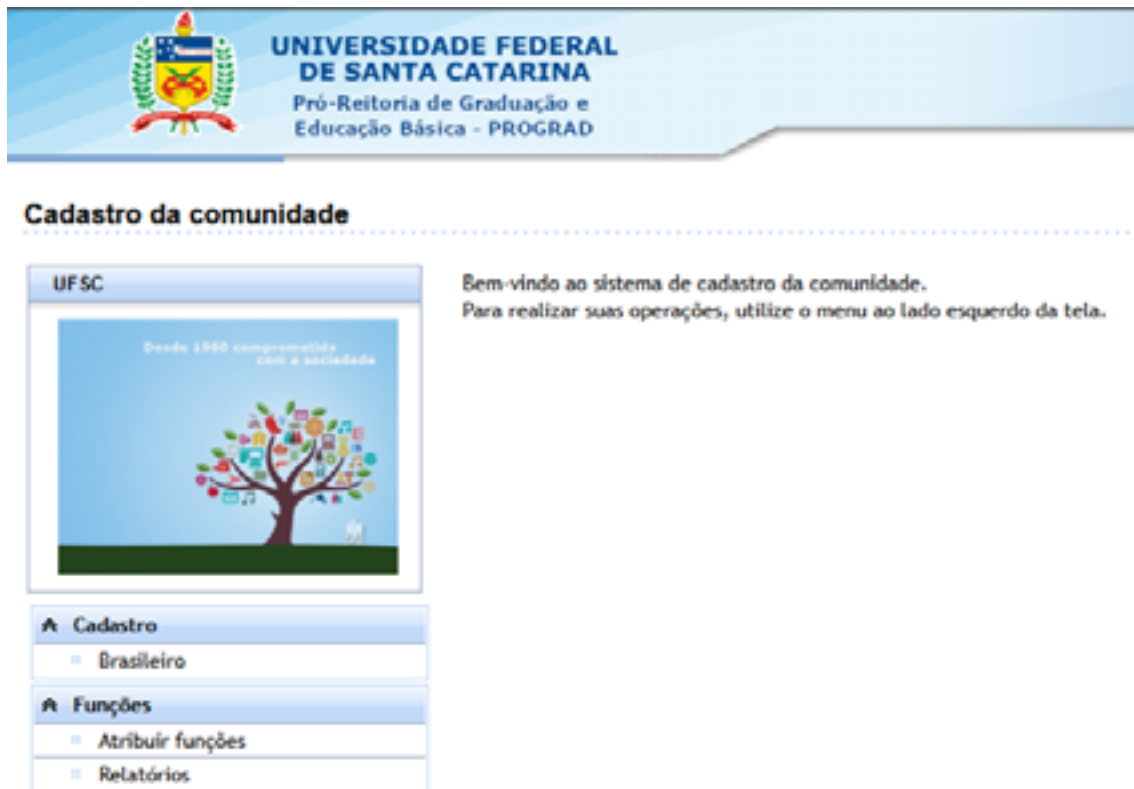 UNIVERSIDADE FEDERAL
DE SANTA CATARINA
Pró-Reitoria de Graduação e
Educação Básica - PROGRAD
Cadastro da comunidade
UFSC
Desde 1960 comprometida
com a sociedade
Bem-vindo ao sistema de cadastro da comunidade.
Para realizar suas operações, utilize o menu ao lado esquerdo da tela.
Cadastro
Brasileiro
Funções
Atribuir funções
Relatórios